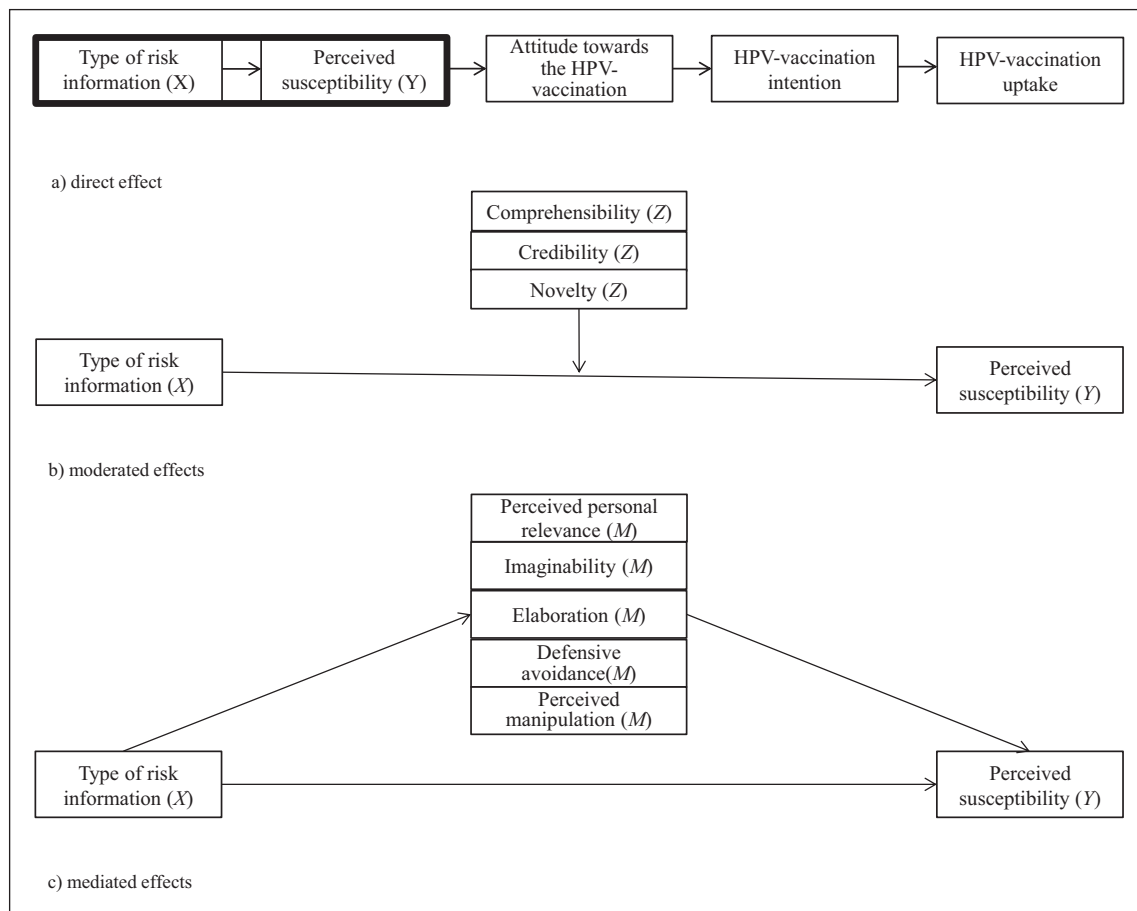 Type of risk
information (X)
Perceived
susceptibility (Y)
Attitude towards
the HPV-
vaccination
HPV-vaccination
intention
HPV-vaccination
uptake
a) direct effect
Comprehensibility (Z)
Credibility (Z)
Novelty (Z)
Type of risk
information (X)
Perceived
susceptibility (Y)
b) moderated effects
Perceived personal
relevance (M)
Imaginability (M)
Elaboration (M)
Defensive
avoidance(M)
Perceived
manipulation (M)
Type of risk
information (X)
Perceived
susceptibility (Y)
c) mediated effects